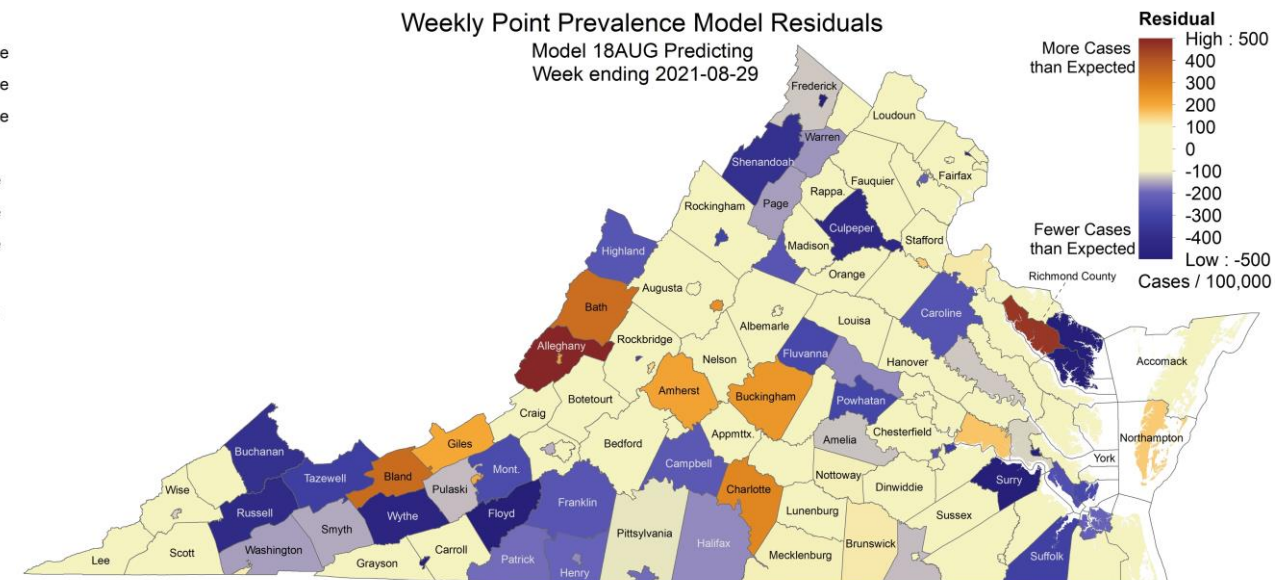 Weekly Point Prevalence Model Residuals
Model 18AUG Predicting
Week ending 2021-08-29
e
e
e
Residual
More Cases
than Expected
High : 500
400
300
200
100
0
-100
-200
-300
-400
Low : -500
Fewer Cases
than Expected
Cases / 100,000
Richmond County
Frederick
Loudoun
Warren
Shenandoah
Fairfax
Fauquier
Rappa.
Page
Rockingham
Culpeper
Stafford
Madison
Highland
Orange
Augusta
Bath
Caroline
Louisa
Albemarle
Rockbridge
Alleghany
Fluvanna
Nelson
Hanover
Accomack
Amherst
Buckingham
Botetourt
Powhatan
Craig
Giles
Appmttx.
Chesterfield
Amelia
Northampton
Bedford
Buchanan
York
Campbell
Mont.
Tazewell
Bland
Nottoway
Surry
Wise
Pulaski
Charlotte
Dinwiddie
Franklin
Russell
Wythe
Floyd
Lunenburg
Sussex
Smyth
Pittsylvania
Halifax
Brunswick
Washington
Carroll
Scott
Mecklenburg
Suffolk
Lee
Grayson
Patrick
Henry